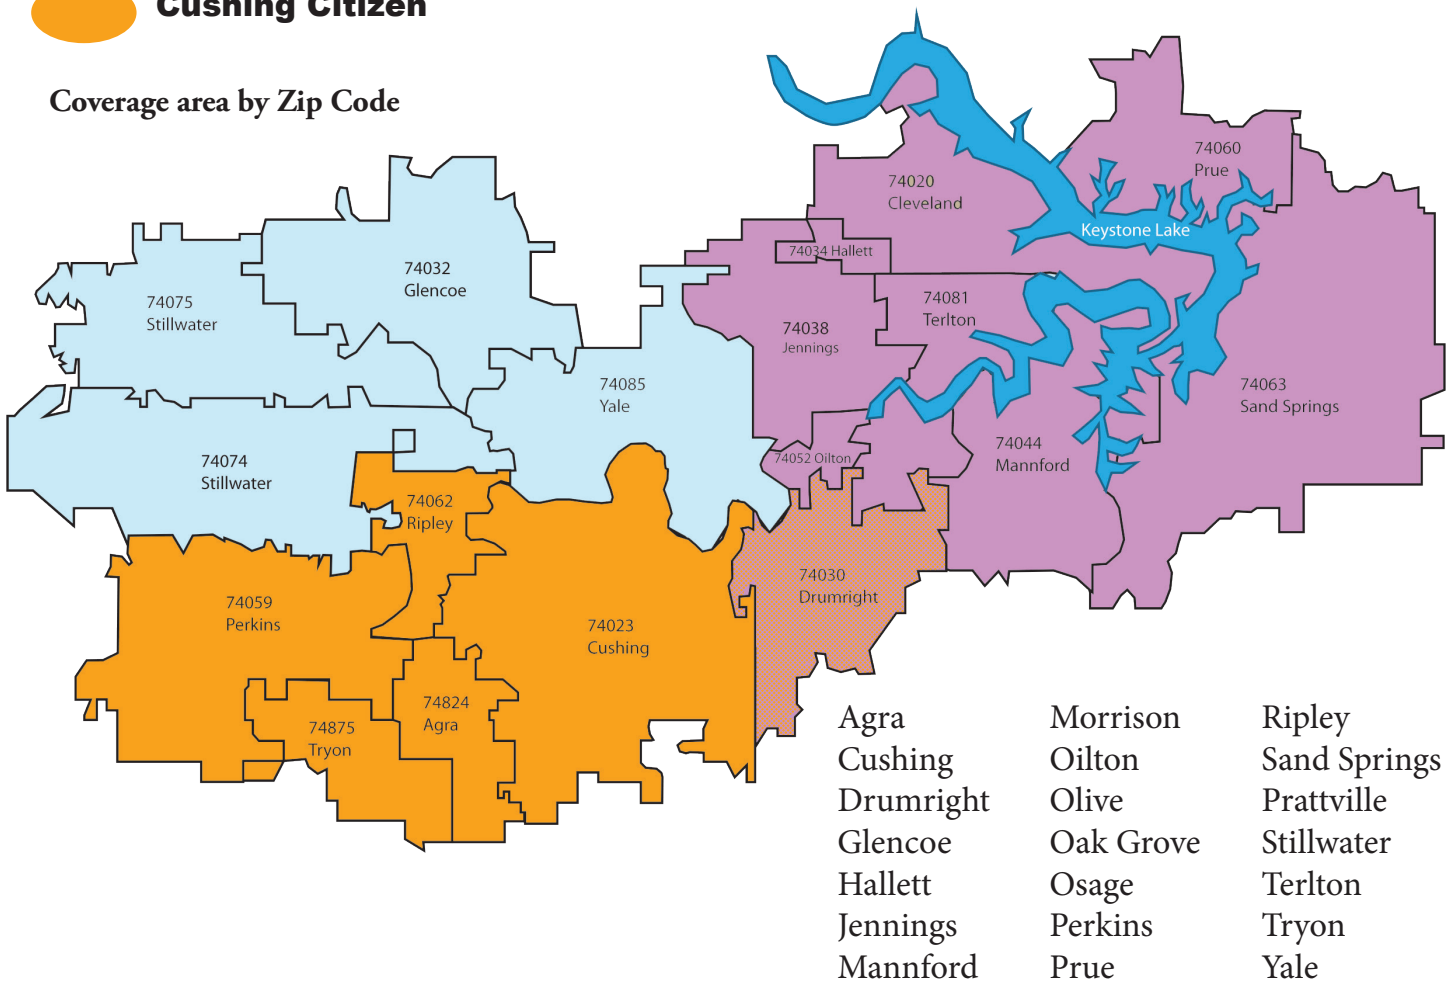 Cushing Citizen
Coverage area by Zip Code
74060
Prue
74020
Cleveland
Keystone Lake
74034 Hallett
74032
Glencoe
74075
Stillwater
74081
Terlton
74038
Jennings
74085
Yale
74063
Sand Springs
74044
Mannford
74052 Oilton
74074
Stillwater
74062
Ripley
74030
Drumright
74059
Perkins
74023
Cushing
74824
Agra
74875
Tryon
Agra
Cushing
Drumright
Glencoe
Hallett
Jennings
Mannford
Morrison
Oilton
Olive
Oak Grove
Osage
Perkins
Prue
Ripley
Sand Springs
Prattville
Stillwater
Terlton
Tryon
Yale